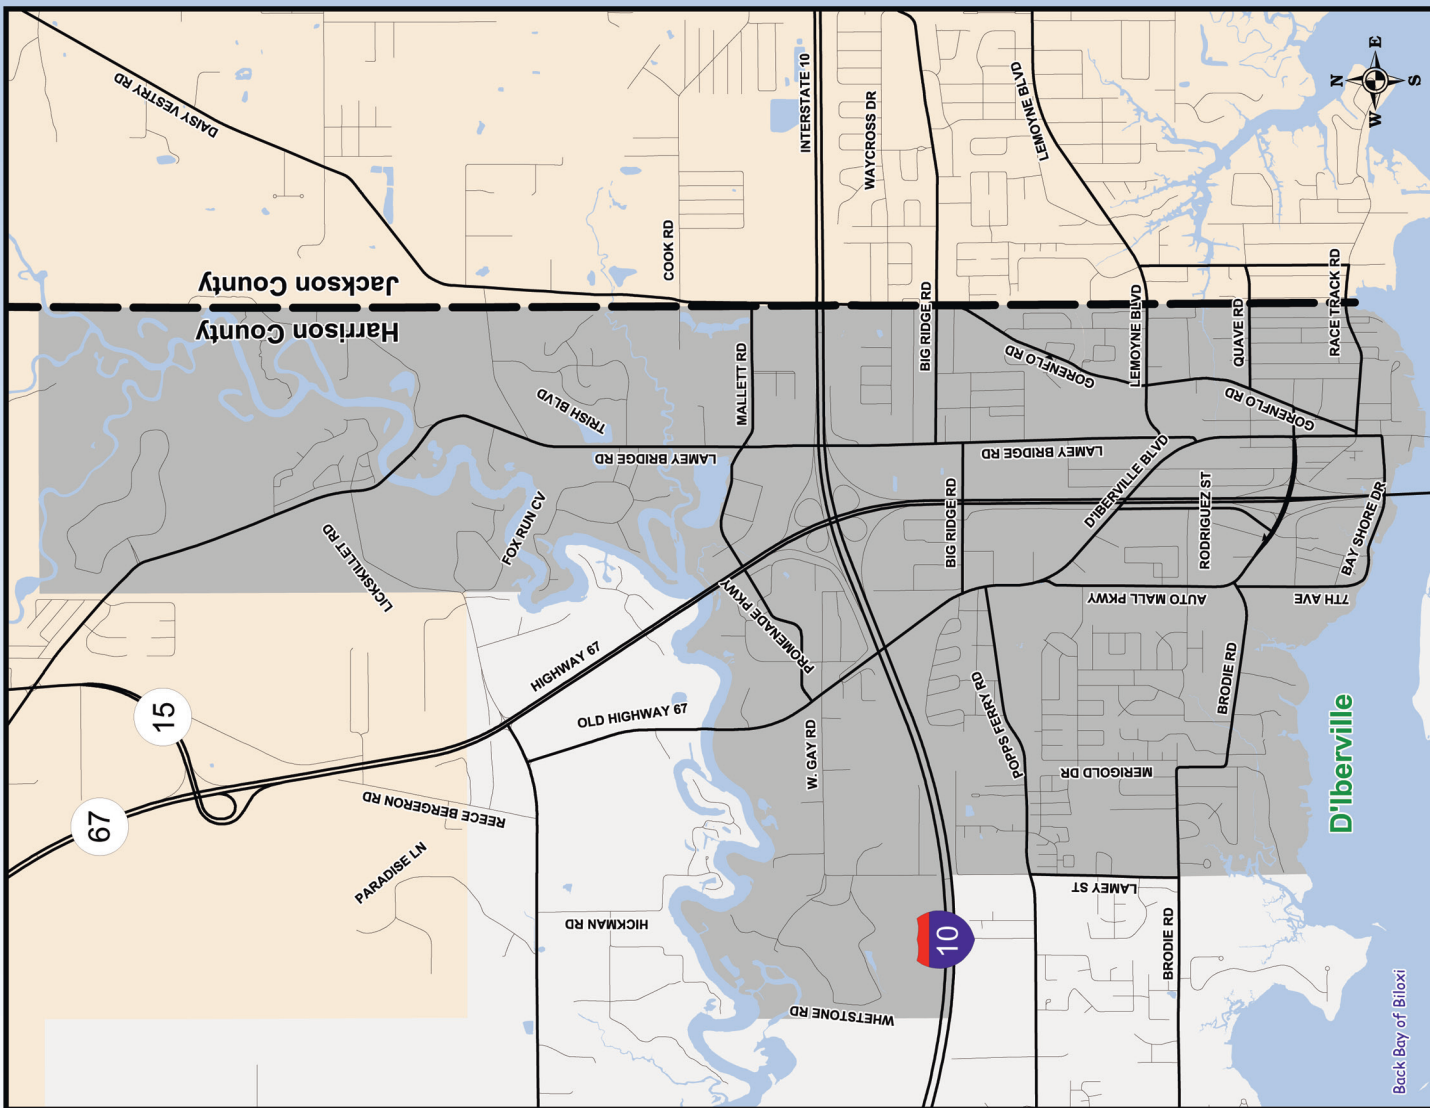 DAISY VESTRY RD
INTERSTATE 10
WAYCROSS DR
LEMOYNE BLVD
N
E
S
W
COOK RD
Jackson County
Harrison County
BIG RIDGE RD
LEMOYNE BLVD
QUAVE RD
RACE TRACK RD
MALLETT RD
GORENFLO RD
TRISH BLVD
GORENFLO RD
LAMEY BRIDGE RD
LAMEY BRIDGE RD
D'IBERVILLE BLVD
FOX RUN CV
BIG RIDGE RD
RODRIGUEZ ST
BAY SHORE DR
LICKSKILLET RD
PROMENADE PKWY
AUTO MALL PKWY
7TH AVE
HIGHWAY 67
OLD HIGHWAY 67
BRODIE RD
15
W. GAY RD
POPPS FERRY RD
MERIGOLD DR
D'Iberville
67
REECE BERGERON RD
PARADISE LN
LAMEY ST
HICKMAN RD
10
BRODIE RD
WHETSTONE RD
Back Bay of Biloxi